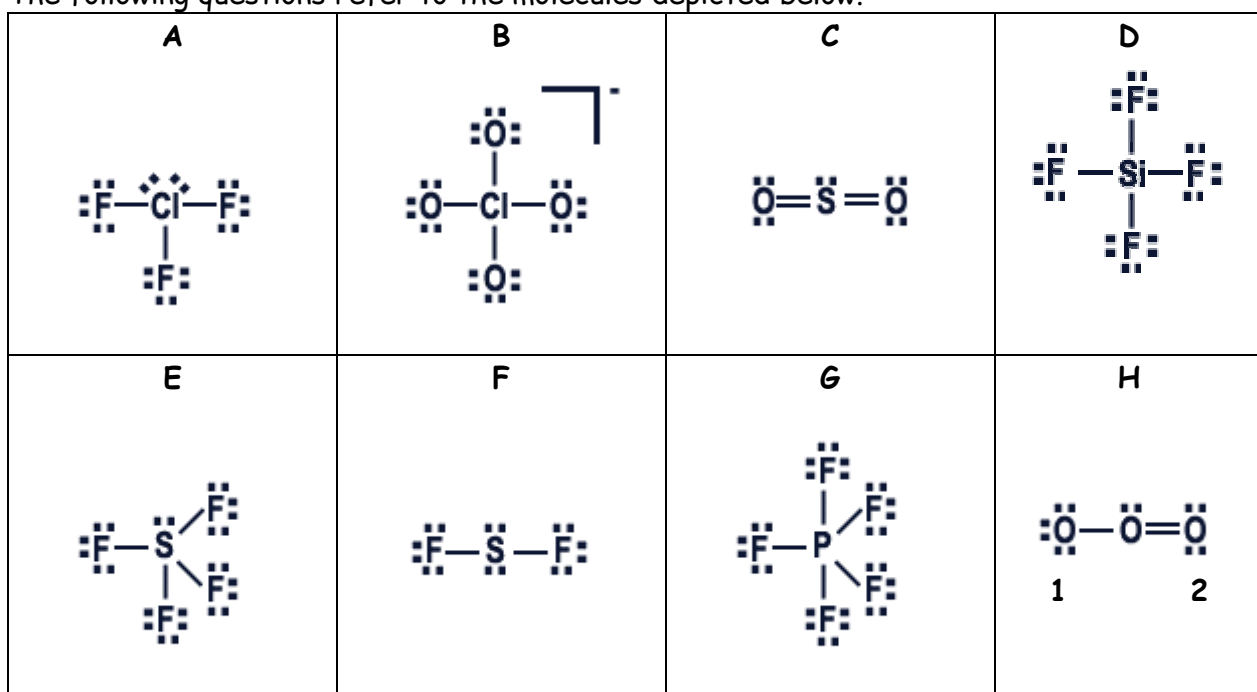 The following questions refer to the molecules depicted below:
A B C D
F Cl F
F
O -
O Cl O
O
O S O
F
F Si F
F
E F G H
F
F S
F
F
F S F
F
F
F P
F
F
O O O
1 2